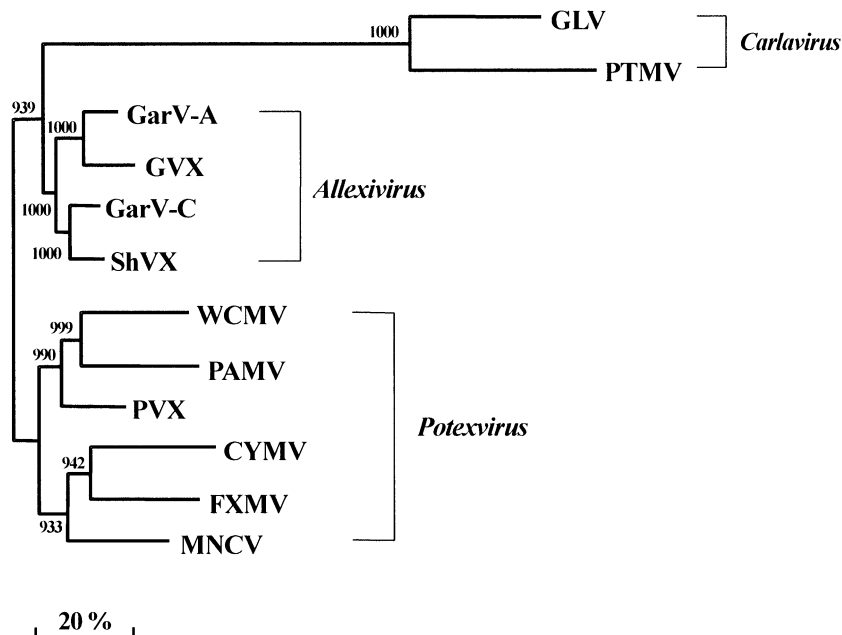 GLV
1000
Carlavirus
PTMV
939
GarV-A
1000
GVX
Allexivirus
1000
GarV-C
1000
ShVX
WCMV
999
990
PAMV
PVX
Potexvirus
CYMV
942
FXMV
933
MNCV
20 %